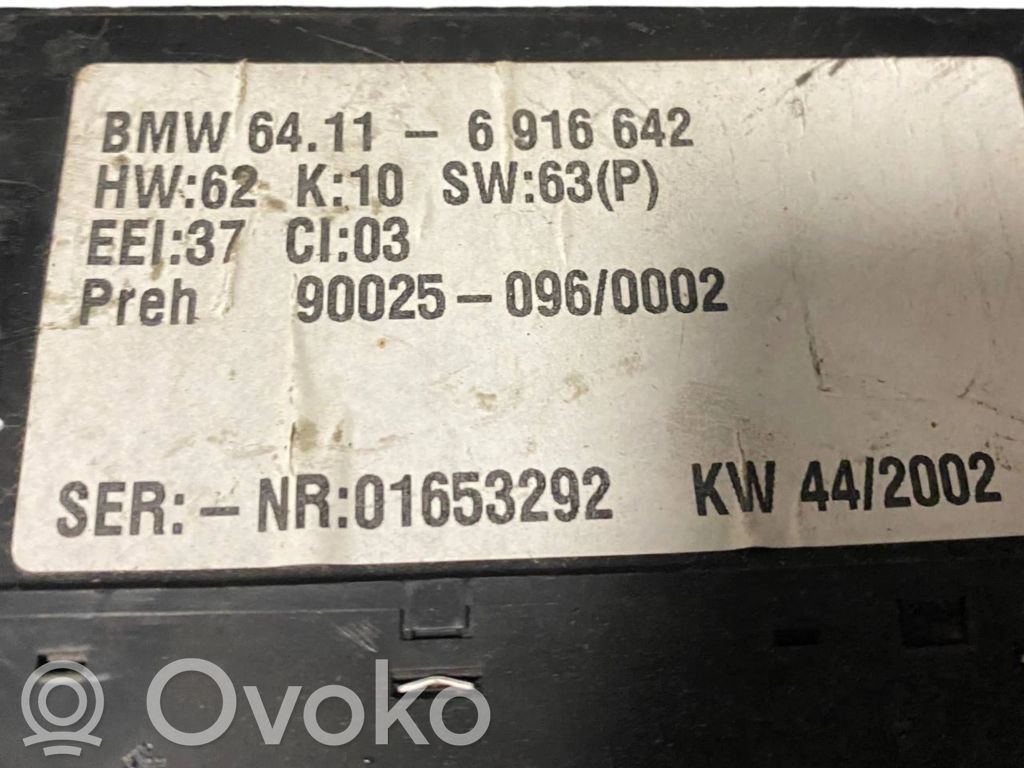 BMW 64.11 - 6 916 642
HW:62 K:10 SW:63(P)
EEI:37 CI:03
Preh 90025-096/0002
SER:-NR:01653292 KW 44/2002
Ovoko